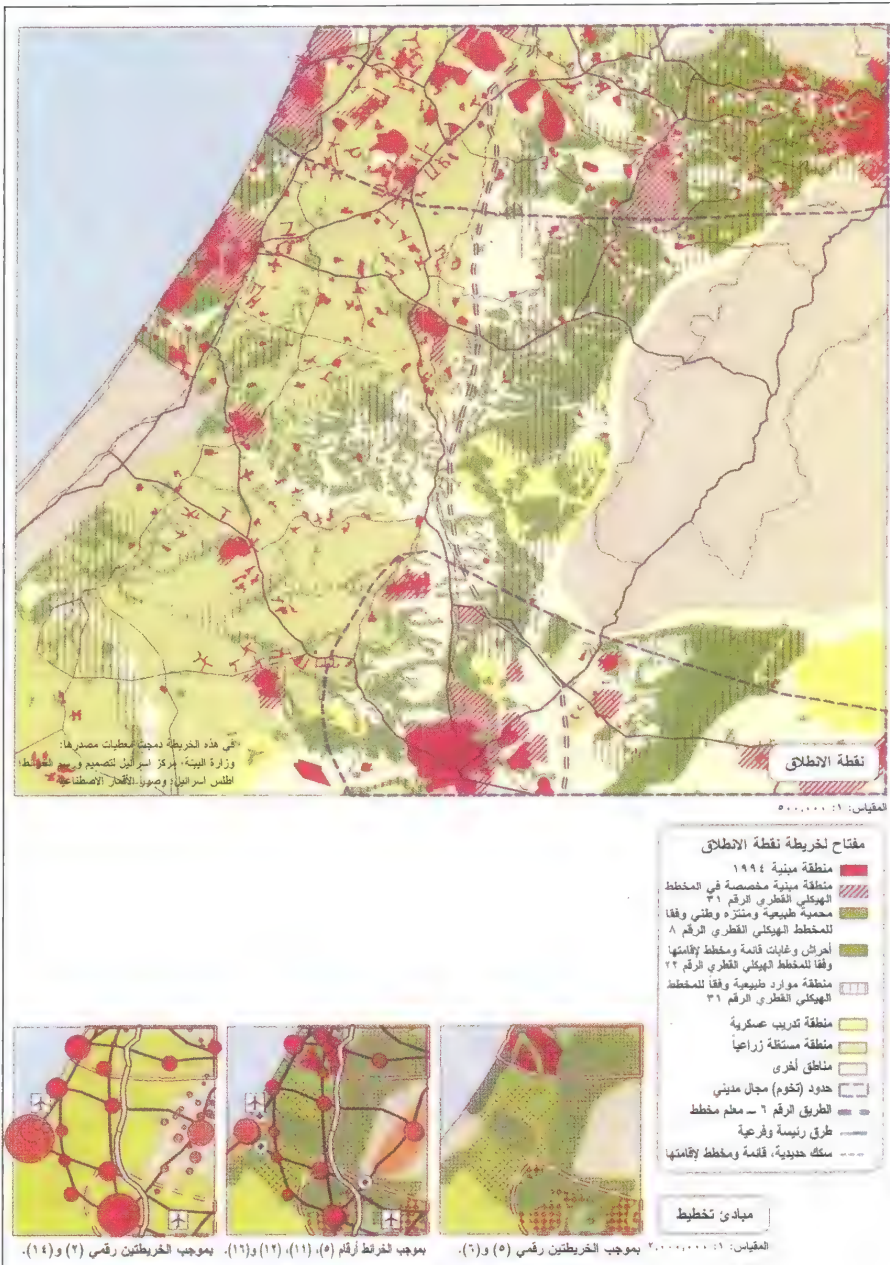 في هذه الخريطة دمجت معطيات مصدرها:
وزارة البيئة، مركز اسرائيل لتصميم ورسم الخرائط؛
اطلس اسرائيل؛ وصور الأقمار الاصطناعية
نقطة الانطلاق
المقياس: ١: ٥٠٠,٠٠٠
مفتاح لخريطة نقطة الانطلاق
منطقة مبنية ١٩٩٤
منطقة مبنية مخصصة في المخطط
الهيكلي القطري الرقم ٣١
محمية طبيعية ومنتزه وطني وفقا
للمخطط الهيكلي القطري الرقم ٨
أحراش وغابات قائمة ومخطط لإقامتها
وفقا للمخطط الهيكلي القطري الرقم ٢٢
منطقة موارد طبيعية وفقاً للمخطط
الهيكلي القطري الرقم ٣١
منطقة تدريب عسكرية
منطقة مستغلة زراعياً
مناطق أخرى
حدود (تخوم) مجال مديني
الطريق الرقم ٦ ــ معلم مخطط
طرق رئيسة وفرعية
سكك حديدية، قائمة ومخطط لإقامتها
مبادئ تخطيط
المقياس: ١: ٢,٠٠٠,٠٠٠
بموجب الخريطتين رقمي (٥) و(٦).
بموجب الخرائط أرقام (٥)، (١١)، (١٢) و(١٦).
بموجب الخريطتين رقمي (٢) و(١٤).